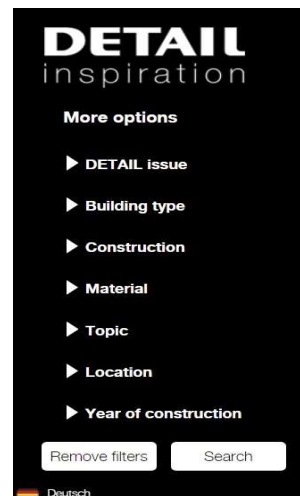 DETAIL
inspiration
More options
DETAIL issue
Building type
Construction
Material
Topic
Location
Year of construction
Remove filters Search
Deutsch